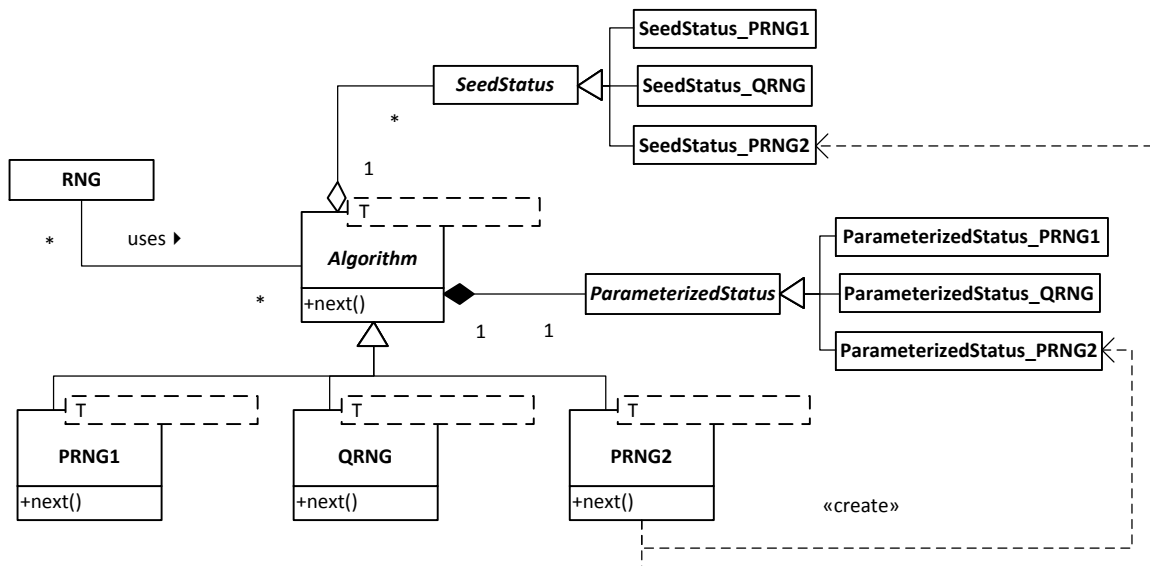 SeedStatus_PRNG1
SeedStatus
SeedStatus_QRNG
*
SeedStatus_PRNG2
RNG
1
T
*
uses
ParameterizedStatus_PRNG1
Algorithm
ParameterizedStatus
ParameterizedStatus_QRNG
*
+next()
1
1
ParameterizedStatus_PRNG2
T
T
T
PRNG1
QRNG
PRNG2
+next()
+next()
+next()
«create»